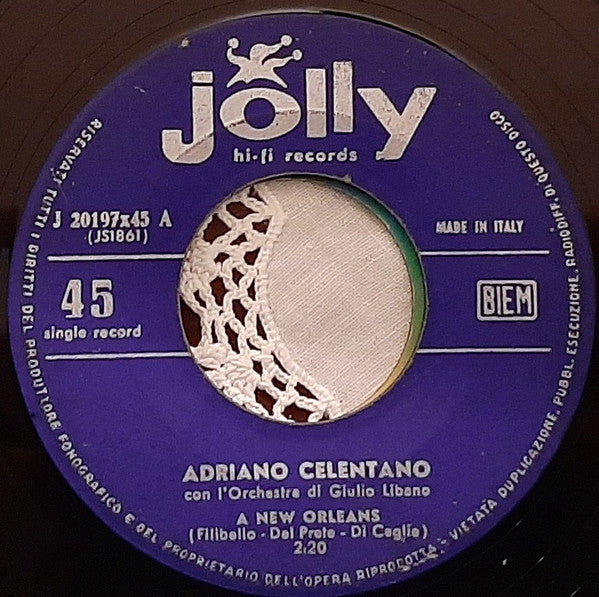 jolly
hi-fi records
J 20197x45 A
(JS1861)
MADE IN ITALY
45
single record
BIEM
ADRIANO CELENTANO
con l'Orchestra di Giulio Libano
A NEW ORLEANS
(Filibello - Del Prete - Di Ceglie)
2:20
RISERVATI TUTTI I DIRITTI DEL PRODUTTORE FONOGRAFICO E DEL PROPRIETARIO DELL'OPERA RIPRODOTTA - VIETATA DUPLICAZIONE, PUBBL. ESECUZIONE, RADIODIFF. DI QUESTO DISCO